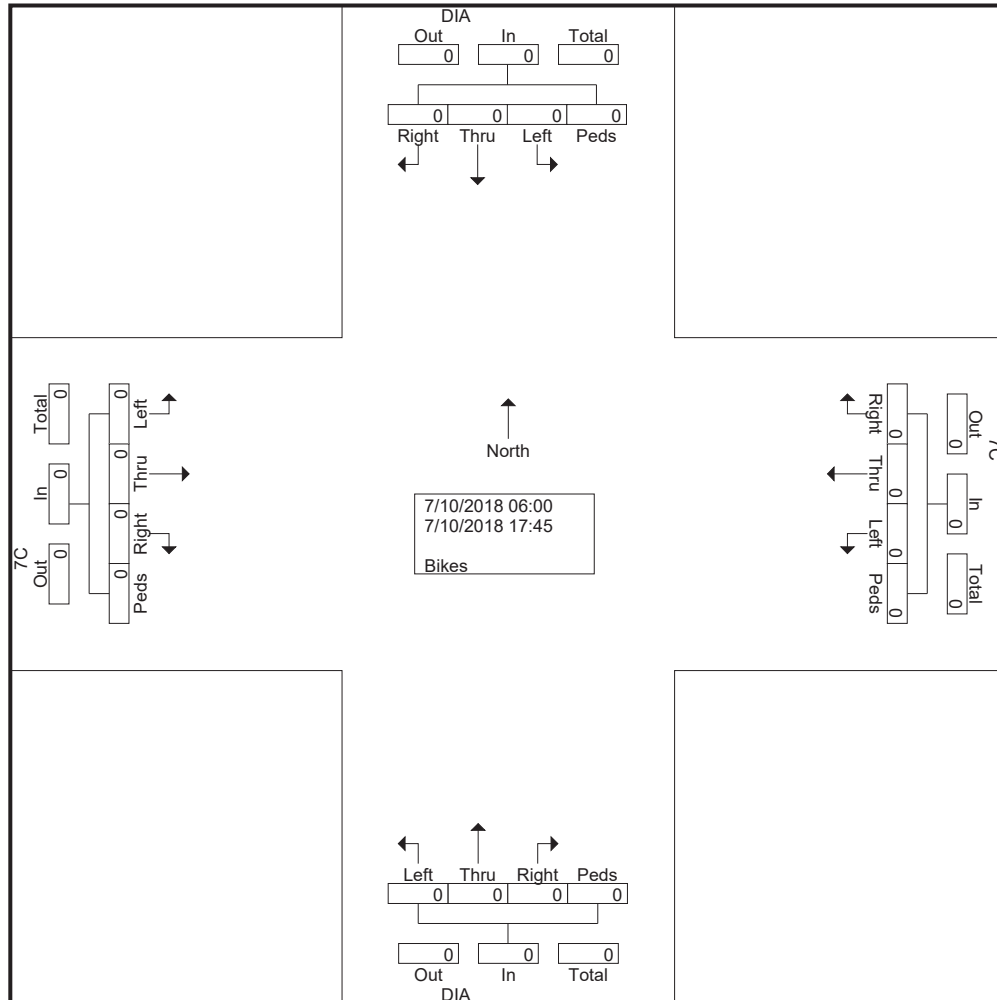 DIA
Out In Total
0 0 0
0 0 0 0
Right Thru Left Peds
7C
Total In Out
0 0 0
0 0 0 0
Left Thru Right Peds
North
7/10/2018 06:00
7/10/2018 17:45
Bikes
Right Thru Left Peds
0 0 0 0
0 0 0
Out In Total
7C
Left Thru Right Peds
0 0 0 0
0 0 0
Out In Total
DIA